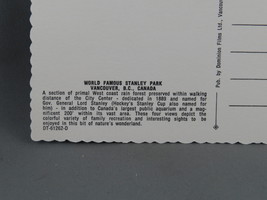 WORLD FAMOUS STANLEY PARK
VANCOUVER, B.C., CANADA
A section of primal West coast rain forest preserved within walking
distance of the City Center - dedicated in 1889 and named for
Gov. General Lord Stanley (Hockey's Stanley Cup also named for
him) - in addition to Canada's largest public aquarium and a mag-
nificent 200' within its vast area. These four views depict the
colorful variety of family recreation and interesting sights to be
enjoyed in this bit of nature's wonderland.
DT-61262-D
Pub. by Dominion Films Ltd., Vancouv